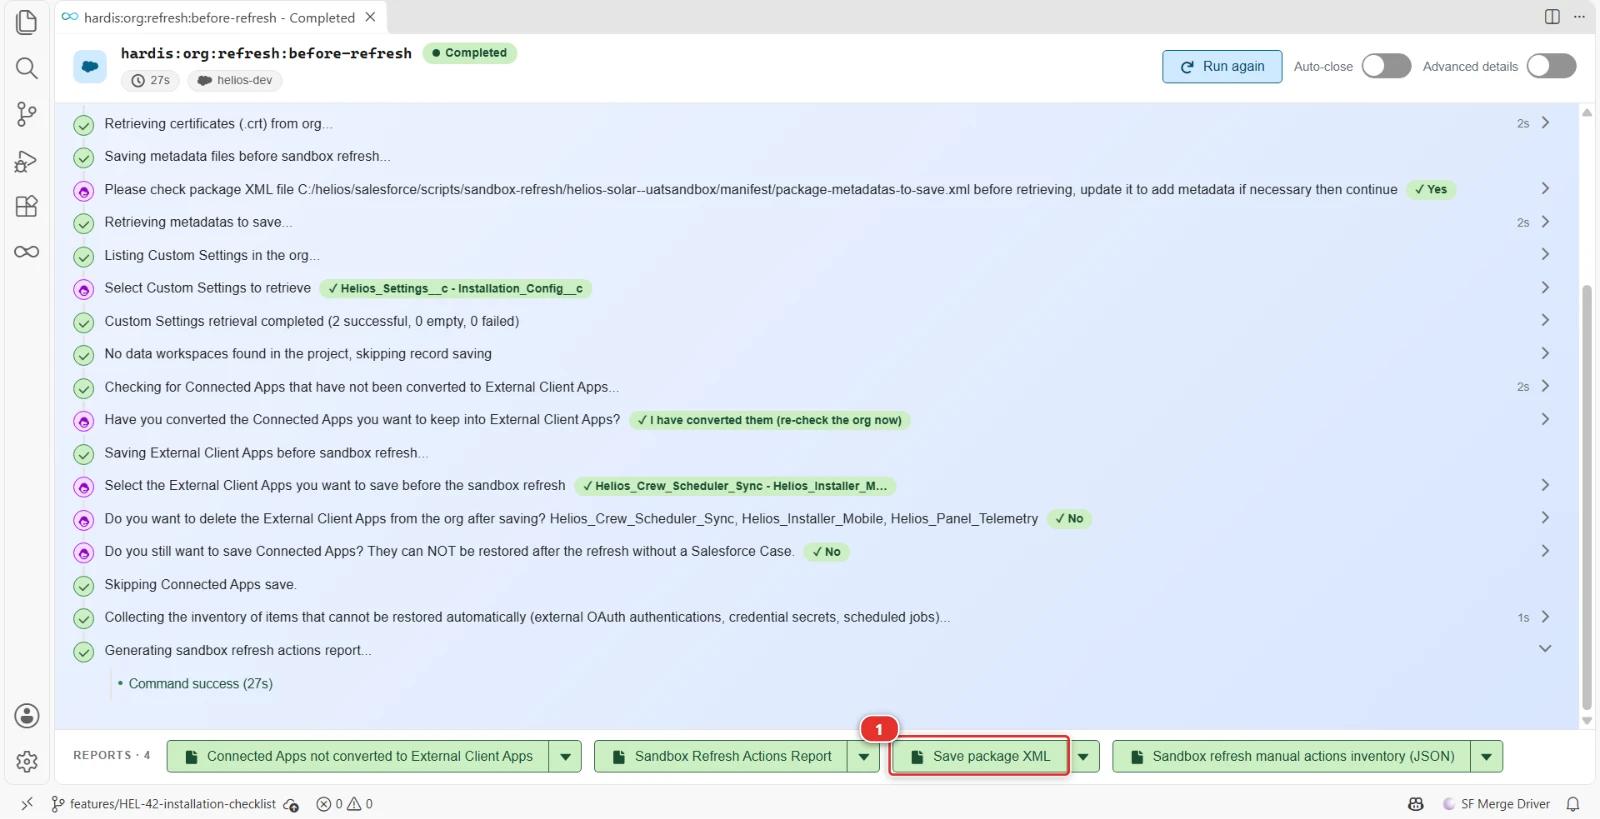 hardis:org:refresh:before-refresh - Completed
hardis:org:refresh:before-refresh
Completed
27s
helios-dev
Run again
Auto-close
Advanced details
Retrieving certificates (.crt) from org...
2s
Saving metadata files before sandbox refresh...
Please check package XML file C:/helios/salesforce/scripts/sandbox-refresh/helios-solar--uatsandbox/manifest/package-metadatas-to-save.xml before retrieving, update it to add metadata if necessary then continue ✓ Yes
Retrieving metadatas to save...
2s
Listing Custom Settings in the org...
Select Custom Settings to retrieve ✓ Helios_Settings__c - Installation_Config__c
Custom Settings retrieval completed (2 successful, 0 empty, 0 failed)
No data workspaces found in the project, skipping record saving
Checking for Connected Apps that have not been converted to External Client Apps...
2s
Have you converted the Connected Apps you want to keep into External Client Apps? ✓ I have converted them (re-check the org now)
Saving External Client Apps before sandbox refresh...
Select the External Client Apps you want to save before the sandbox refresh ✓ Helios_Crew_Scheduler_Sync - Helios_Installer_M...
Do you want to delete the External Client Apps from the org after saving? Helios_Crew_Scheduler_Sync, Helios_Installer_Mobile, Helios_Panel_Telemetry ✓ No
Do you still want to save Connected Apps? They can NOT be restored after the refresh without a Salesforce Case. ✓ No
Skipping Connected Apps save.
Collecting the inventory of items that cannot be restored automatically (external OAuth authentications, credential secrets, scheduled jobs)...
1s
Generating sandbox refresh actions report...
• Command success (27s)
1
REPORTS · 4
Connected Apps not converted to External Client Apps
Sandbox Refresh Actions Report
Save package XML
Sandbox refresh manual actions inventory (JSON)
features/HEL-42-installation-checklist
0
0
SF Merge Driver